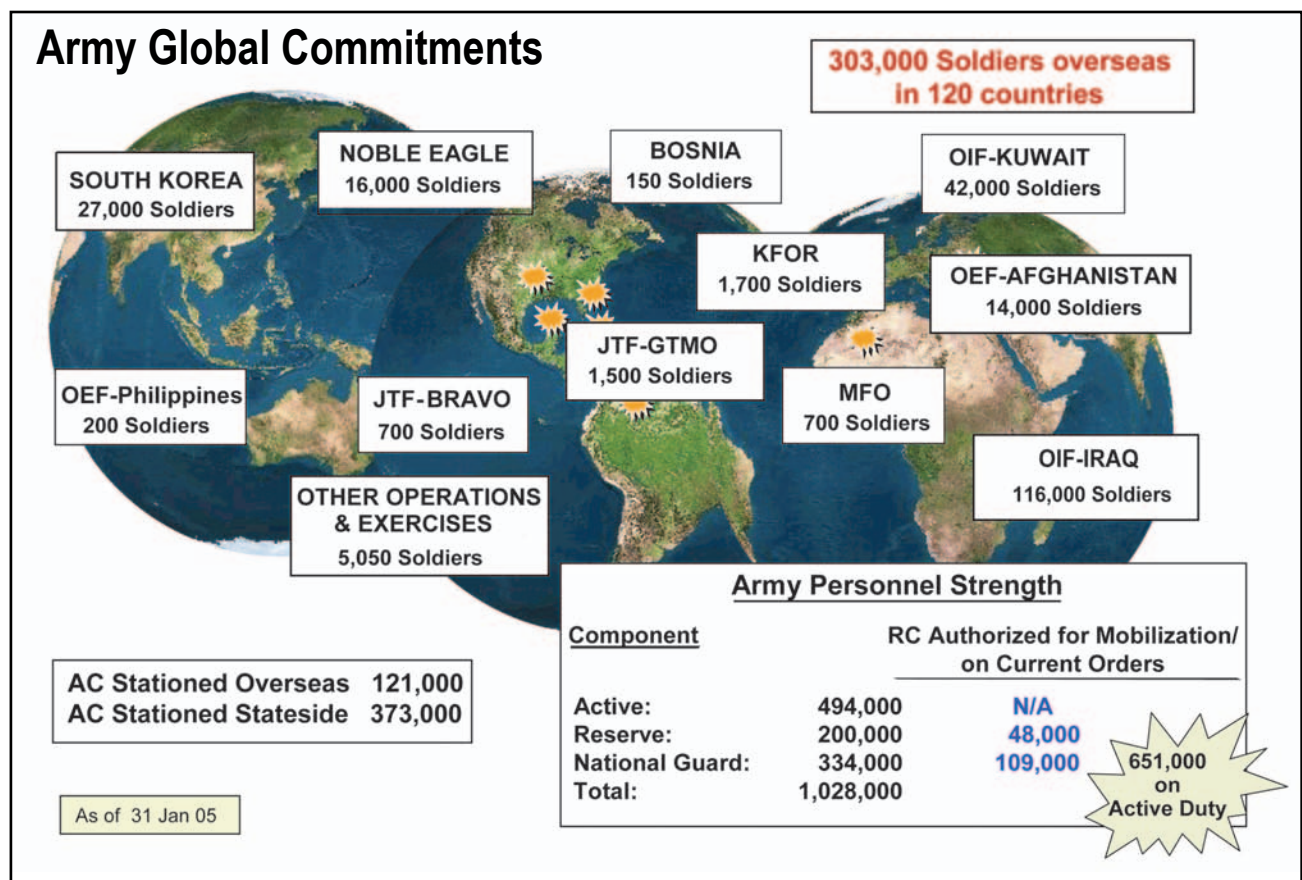 Army Global Commitments
303,000 Soldiers overseas
in 120 countries
SOUTH KOREA
27,000 Soldiers
NOBLE EAGLE
16,000 Soldiers
BOSNIA
150 Soldiers
OIF-KUWAIT
42,000 Soldiers
KFOR
1,700 Soldiers
OEF-AFGHANISTAN
14,000 Soldiers
JTF-GTMO
1,500 Soldiers
OEF-Philippines
200 Soldiers
JTF-BRAVO
700 Soldiers
MFO
700 Soldiers
OIF-IRAQ
116,000 Soldiers
OTHER OPERATIONS
& EXERCISES
5,050 Soldiers
AC Stationed Overseas 121,000
AC Stationed Stateside 373,000
As of 31 Jan 05
Army Personnel Strength
Component RC Authorized for Mobilization/
on Current Orders
Active: 494,000 N/A
Reserve: 200,000 48,000
National Guard: 334,000 109,000
Total: 1,028,000
651,000
on
Active Duty